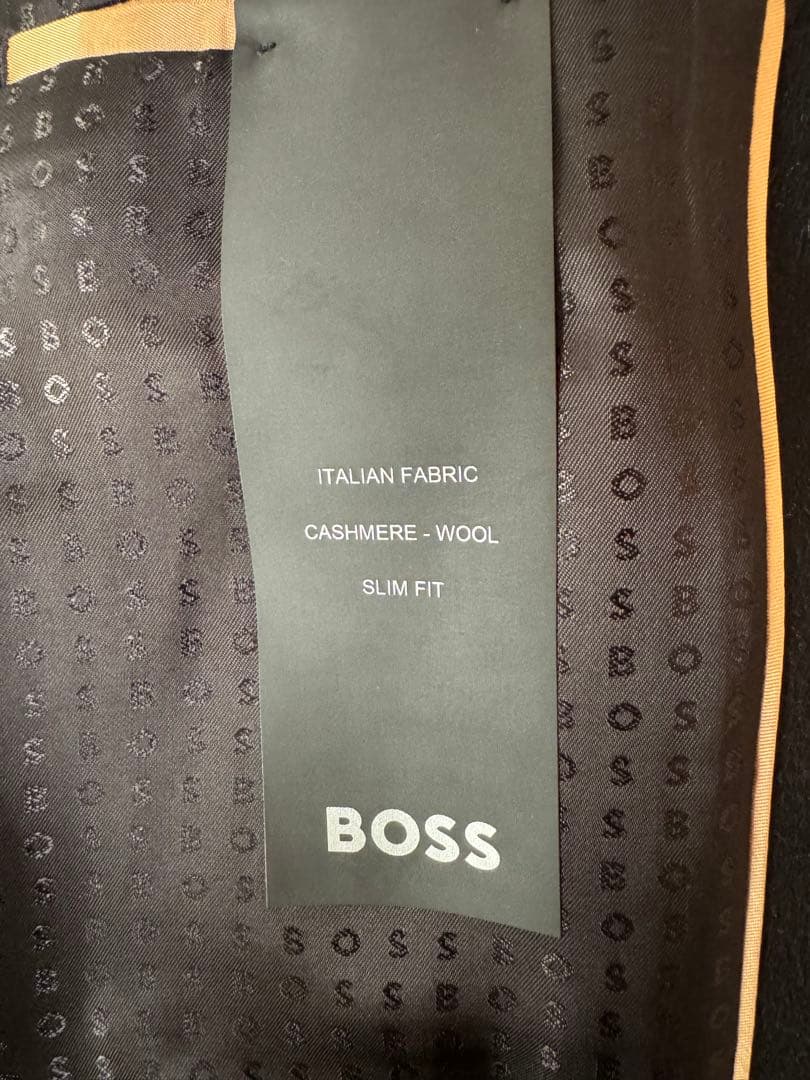 ITALIAN FABRIC
CASHMERE - WOOL
SLIM FIT
BOSS